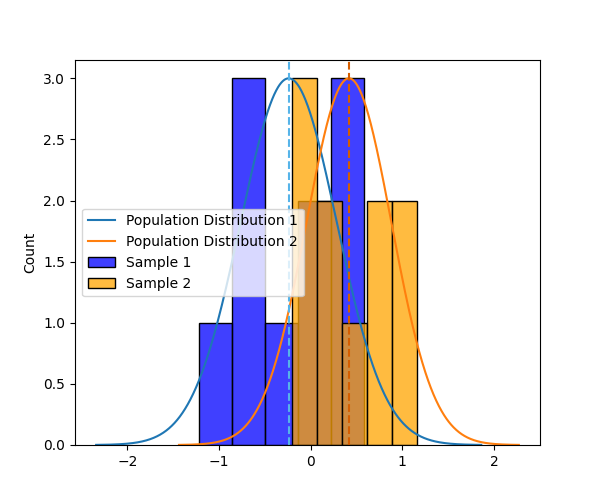 3.0
2.5
2.0
1.5
1.0
0.5
0.0
Count
Population Distribution 1
Population Distribution 2
Sample 1
Sample 2
−2
−1
0
1
2